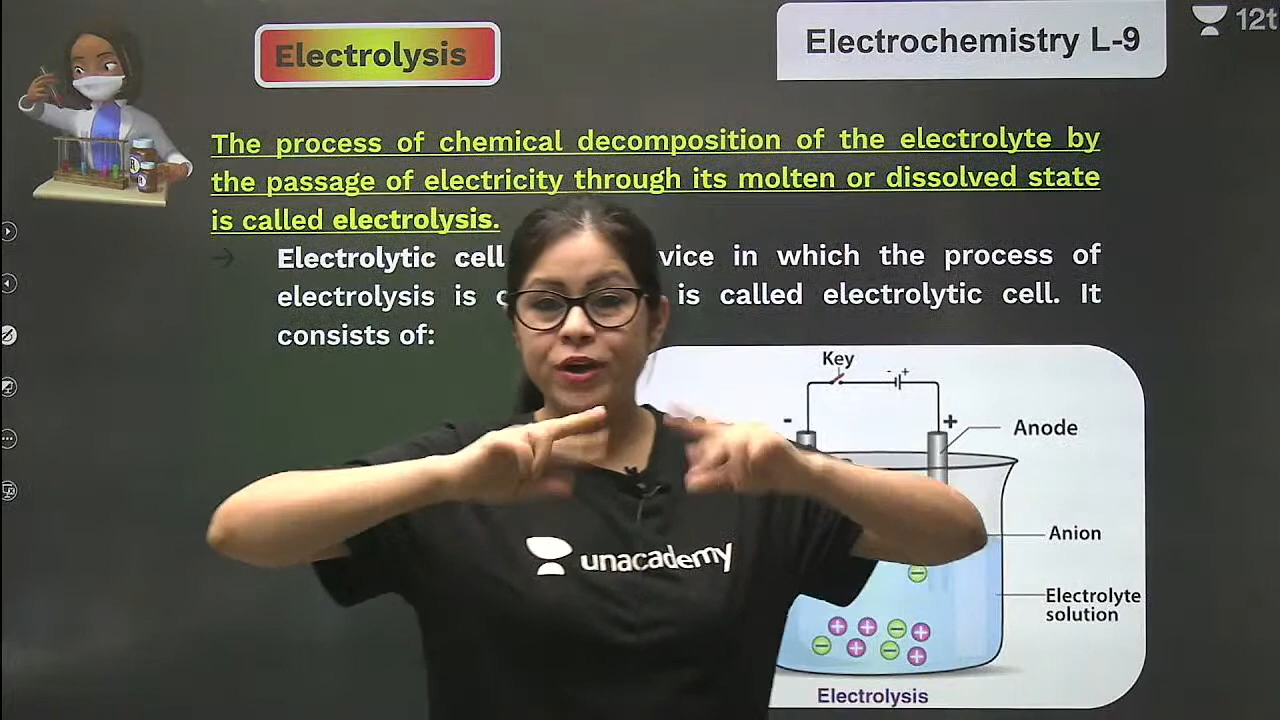 Electrolysis
Electrochemistry L-9
12t
The process of chemical decomposition of the electrolyte by
the passage of electricity through its molten or dissolved state
is called electrolysis.
→ Electrolytic cell vice in which the process of
electrolysis is is called electrolytic cell. It
consists of:
Key
- +
- +
Anode
Anion
Electrolyte
solution
unacademy
Electrolysis